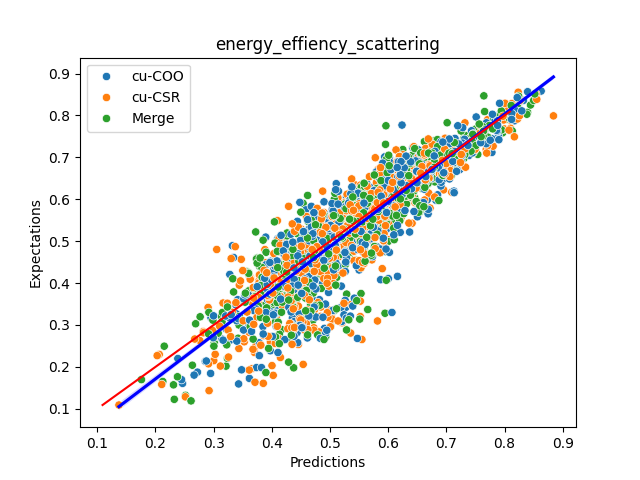 energy_effiency_scattering
cu-COO
cu-CSR
Merge
Expectations
0.9
0.8
0.7
0.6
0.5
0.4
0.3
0.2
0.1
0.1 0.2 0.3 0.4 0.5 0.6 0.7 0.8 0.9
Predictions